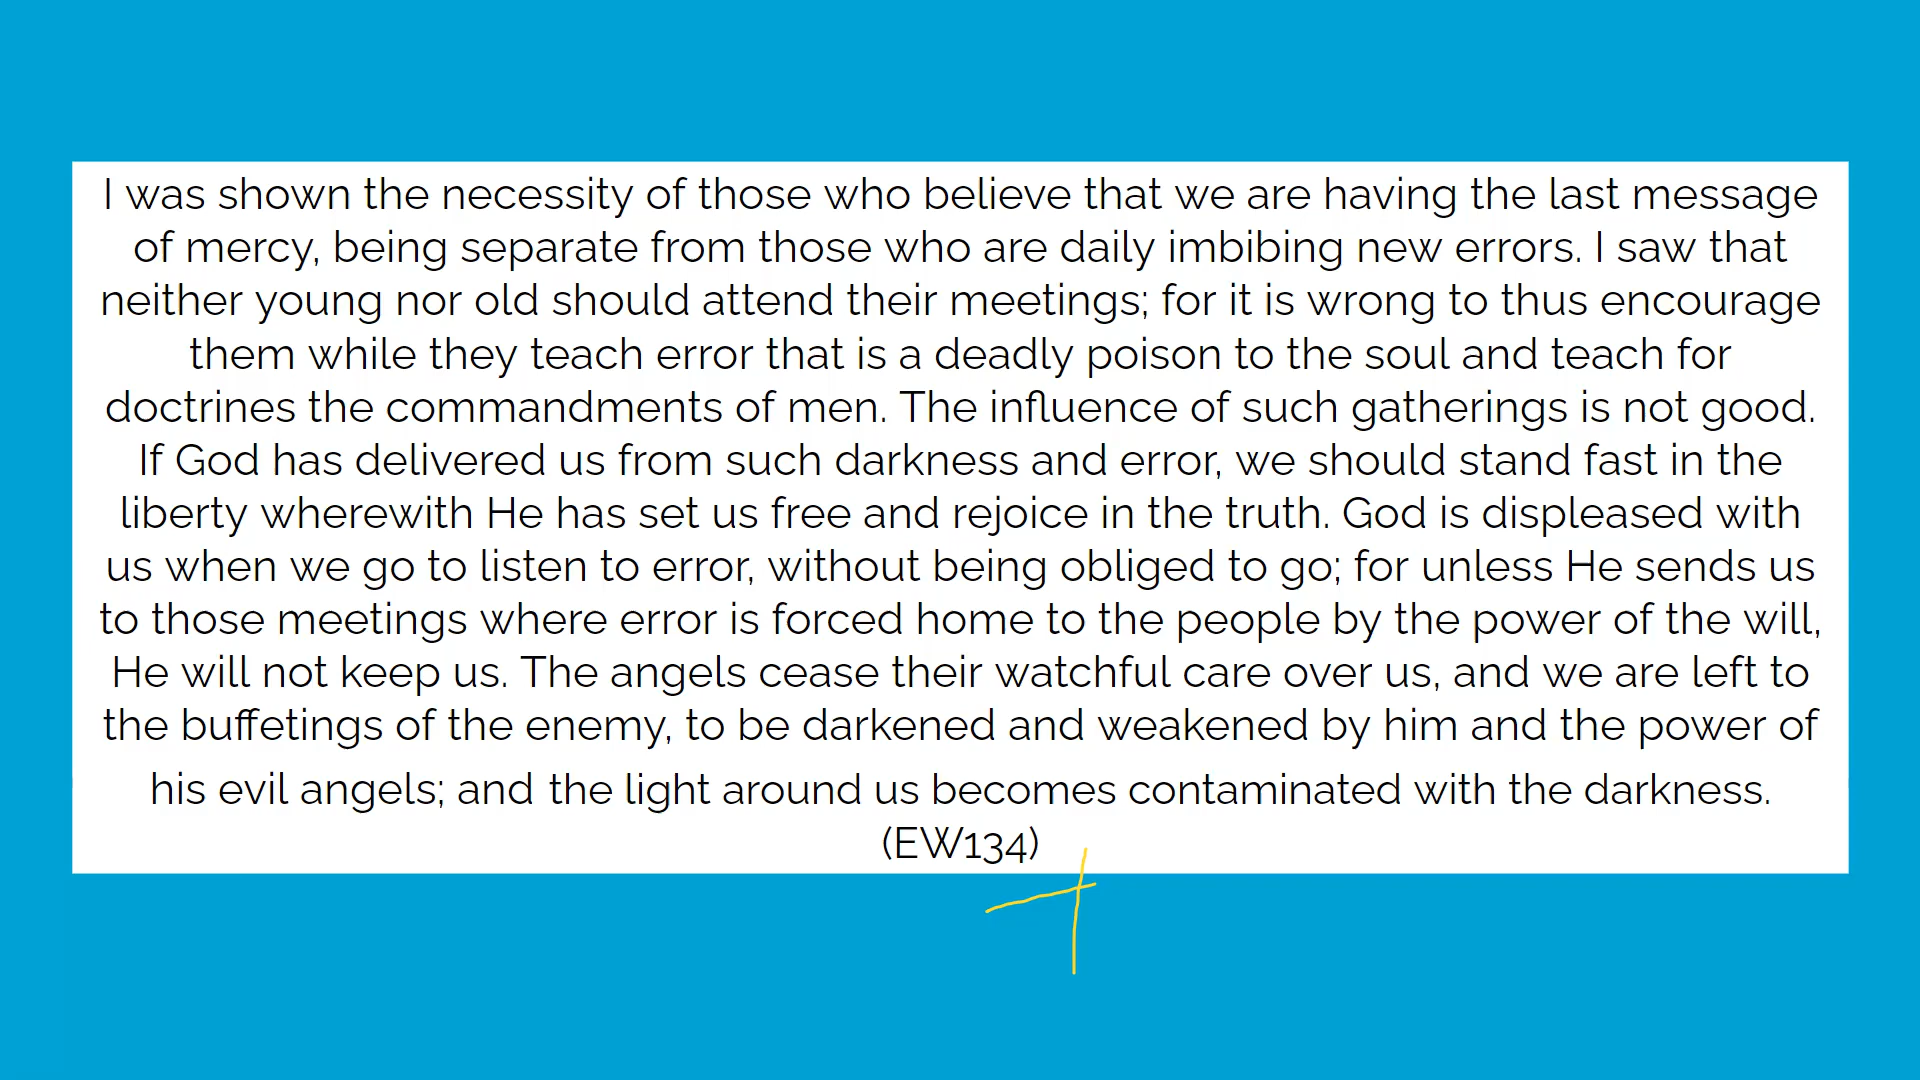 I was shown the necessity of those who believe that we are having the last message
of mercy, being separate from those who are daily imbibing new errors. I saw that
neither young nor old should attend their meetings; for it is wrong to thus encourage
them while they teach error that is a deadly poison to the soul and teach for
doctrines the commandments of men. The influence of such gatherings is not good.
If God has delivered us from such darkness and error, we should stand fast in the
liberty wherewith He has set us free and rejoice in the truth. God is displeased with
us when we go to listen to error, without being obliged to go; for unless He sends us
to those meetings where error is forced home to the people by the power of the will,
He will not keep us. The angels cease their watchful care over us, and we are left to
the buffetings of the enemy, to be darkened and weakened by him and the power of
his evil angels; and the light around us becomes contaminated with the darkness.
(EW134)